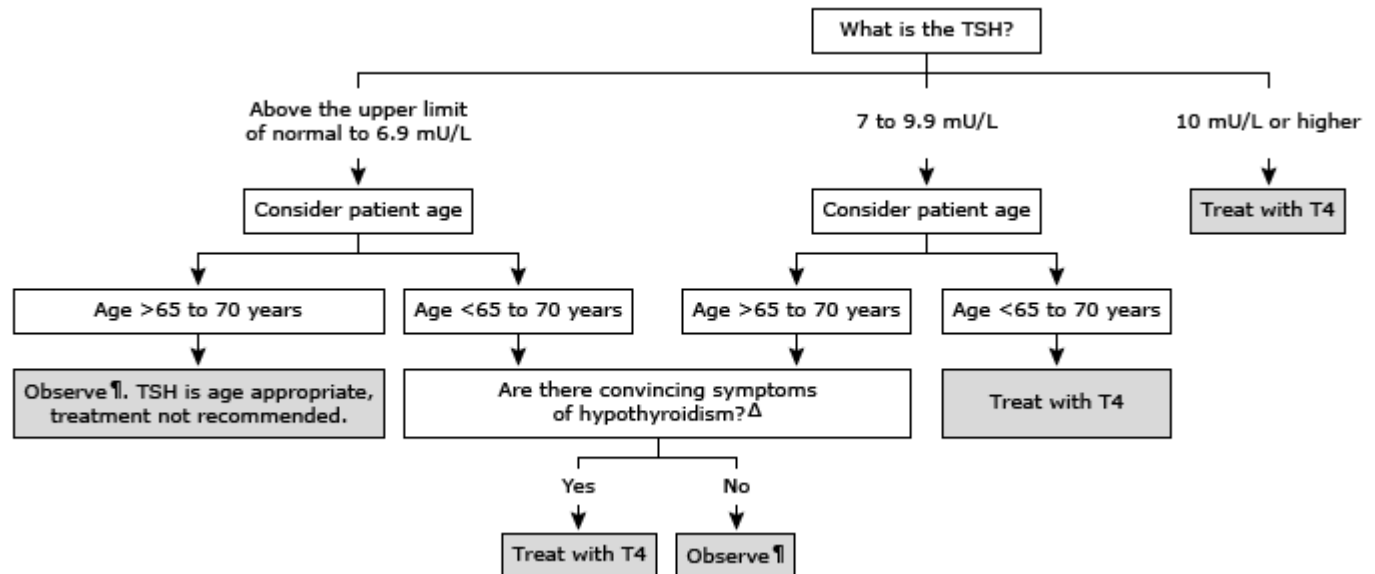 What is the TSH?
Above the upper limit
of normal to 6.9 mU/L
7 to 9.9 mU/L
10 mU/L or higher
Consider patient age
Consider patient age
Treat with T4
Age >65 to 70 years
Age <65 to 70 years
Age >65 to 70 years
Age <65 to 70 years
Observe¶. TSH is age appropriate,
treatment not recommended.
Are there convincing symptoms
of hypothyroidism?Δ
Treat with T4
Yes
No
Treat with T4
Observe¶